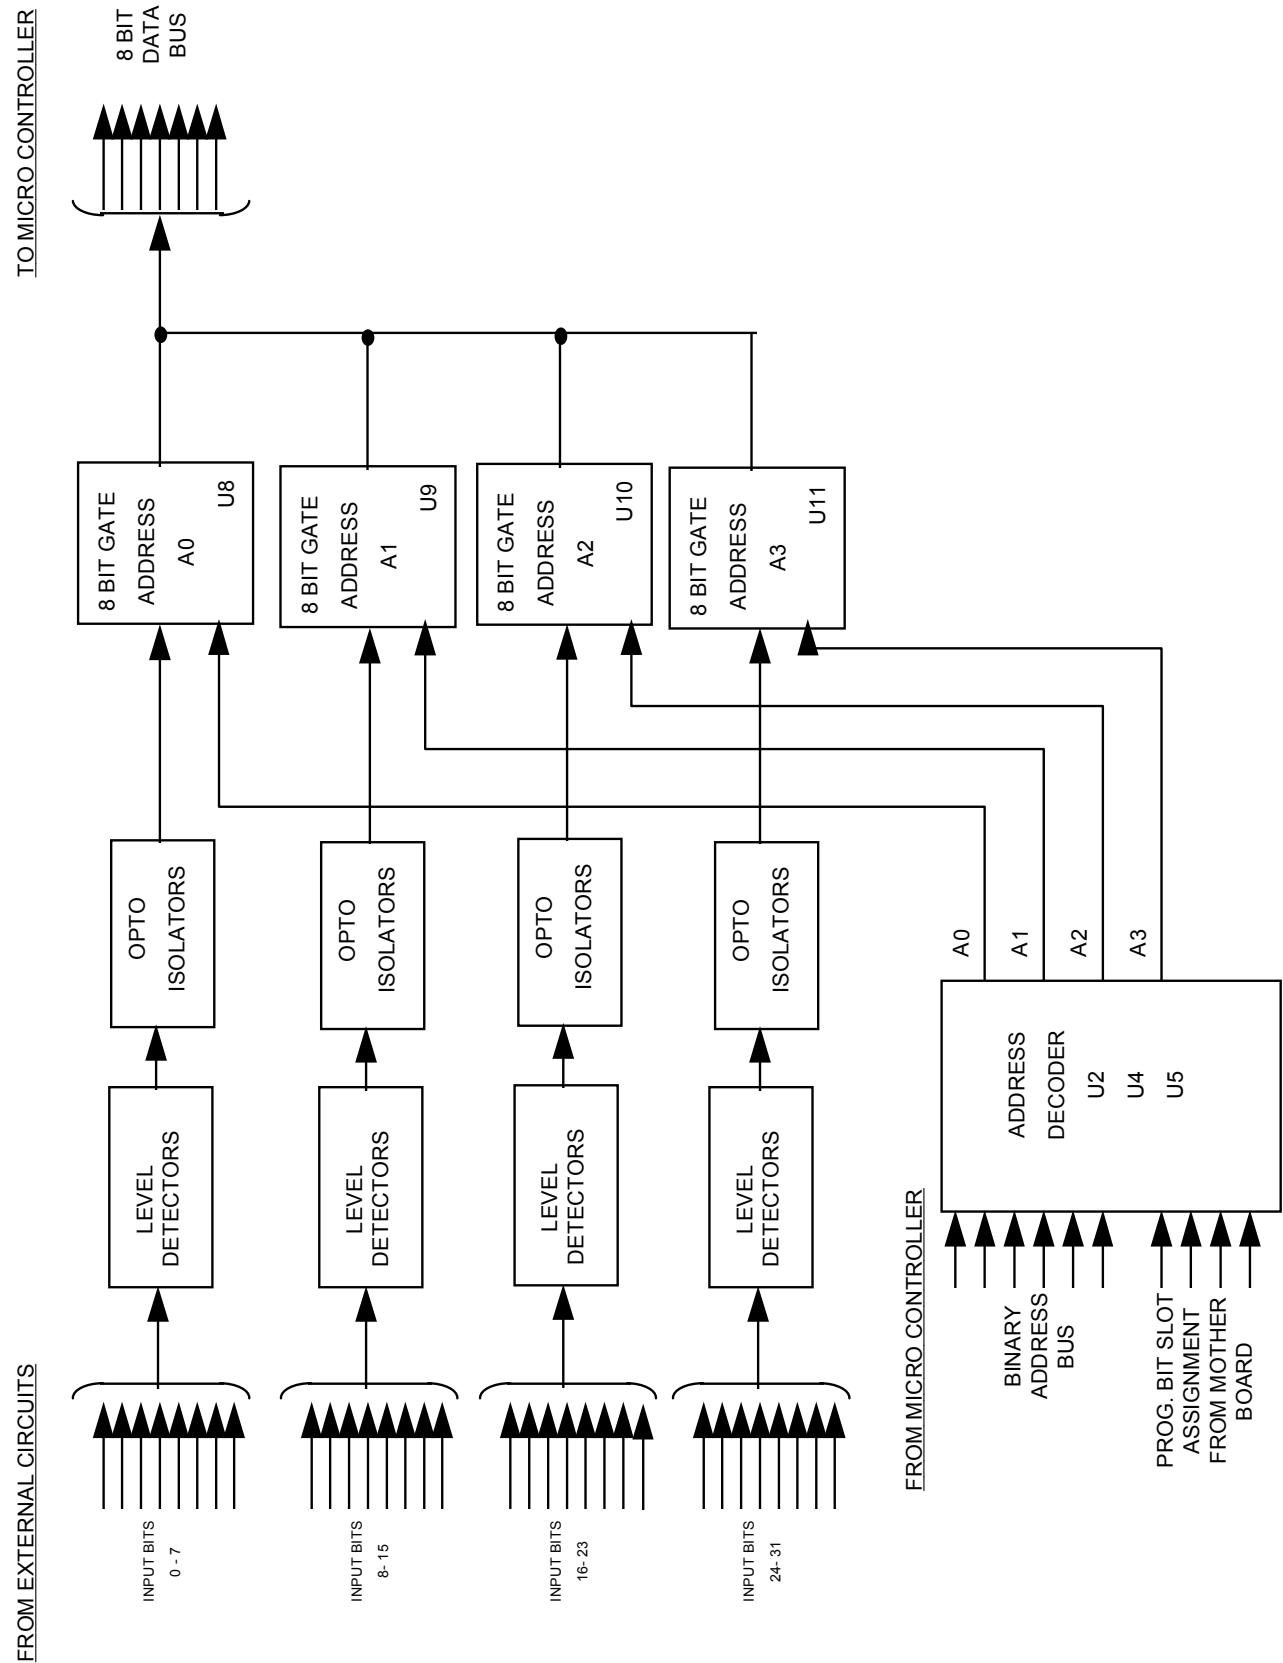 FROM EXTERNAL CIRCUITS
TO MICRO CONTROLLER
INPUT BITS
0 - 7
LEVEL
DETECTORS
OPTO
ISOLATORS
8 BIT GATE
ADDRESS
A0
U8
8 BIT
DATA
BUS
INPUT BITS
8- 15
LEVEL
DETECTORS
OPTO
ISOLATORS
8 BIT GATE
ADDRESS
A1
U9
INPUT BITS
16- 23
LEVEL
DETECTORS
OPTO
ISOLATORS
8 BIT GATE
ADDRESS
A2
U10
INPUT BITS
24- 31
LEVEL
DETECTORS
OPTO
ISOLATORS
8 BIT GATE
ADDRESS
A3
U11
FROM MICRO CONTROLLER
BINARY
ADDRESS
BUS
PROG. BIT SLOT
ASSIGNMENT
FROM MOTHER
BOARD
ADDRESS
DECODER
U2
U4
U5
A0
A1
A2
A3